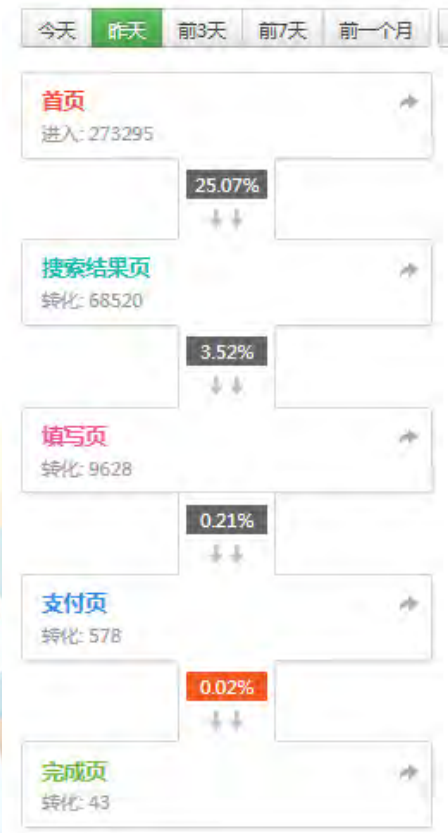 今天 昨天 前3天 前7天 前一个月
首页
进入: 273295
25.07%
搜索结果页
转化: 68520
3.52%
填写页
转化: 9628
0.21%
支付页
转化: 578
0.02%
完成页
转化: 43